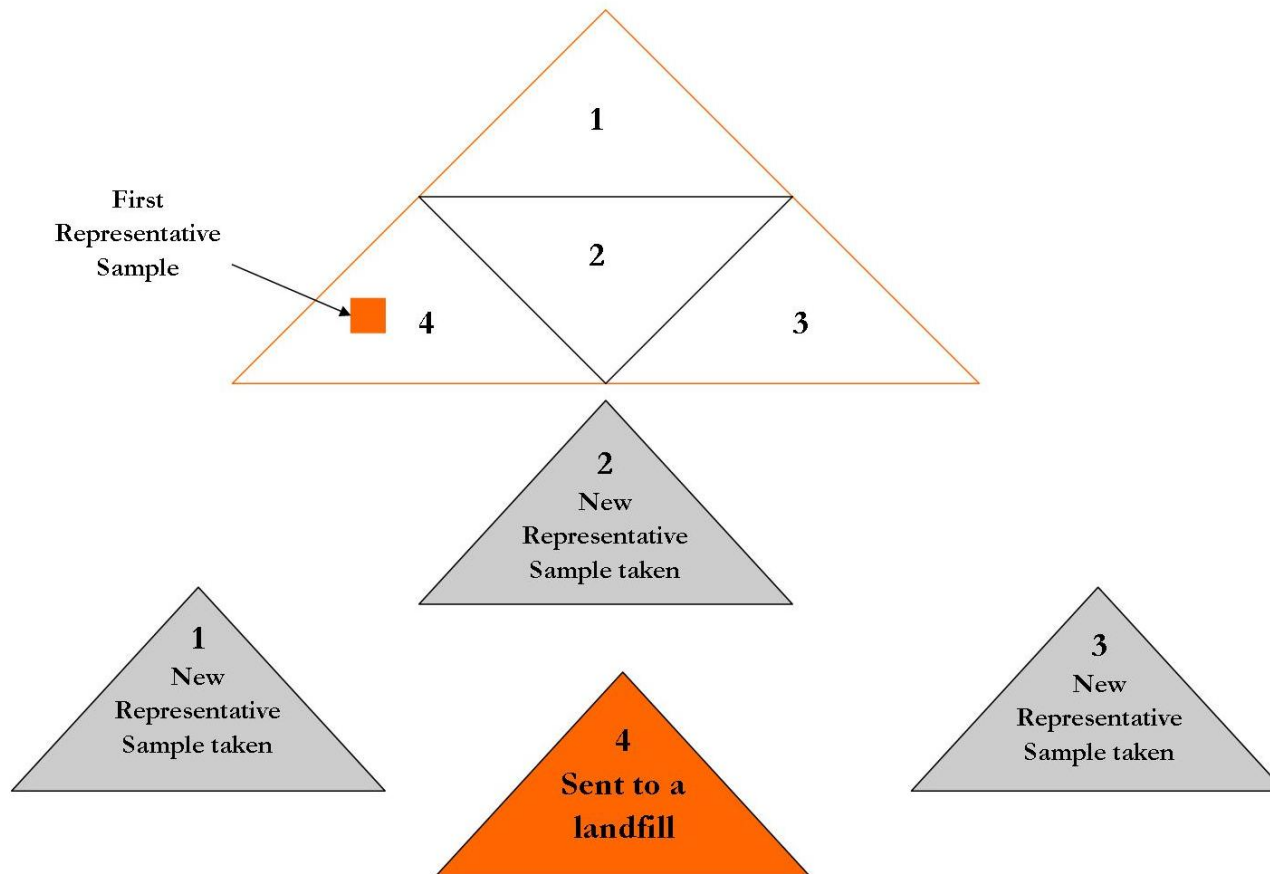 1
First
Representative
Sample
2
4
3
2
New
Representative
Sample taken
1
New
Representative
Sample taken
3
New
Representative
Sample taken
4
Sent to a
landfill